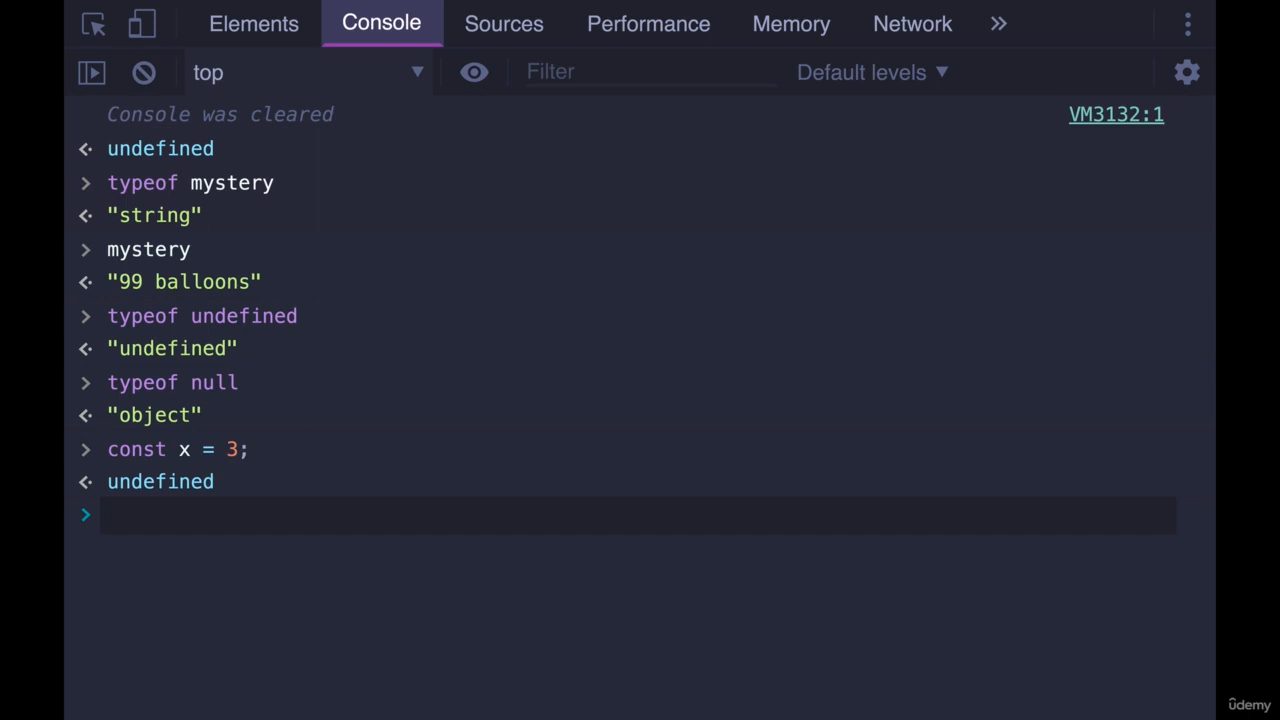 Elements Console Sources Performance Memory Network »
top ▼ Filter Default levels ▼
Console was cleared VM3132:1
undefined
> typeof mystery
"string"
> mystery
"99 balloons"
> typeof undefined
"undefined"
> typeof null
"object"
> const x = 3;
undefined
>
ûdemy